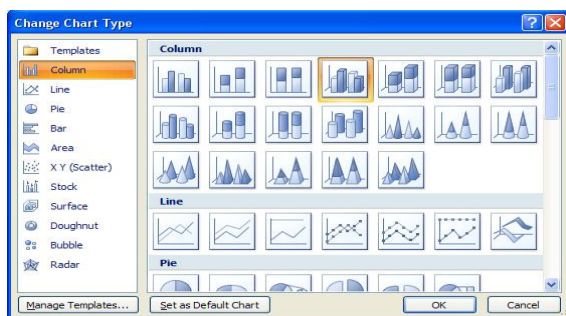 Change Chart Type
Templates
Column
Line
Pie
Bar
Area
X Y (Scatter)
Stock
Surface
Doughnut
Bubble
Radar
Column
Line
Pie
Manage Templates...
Set as Default Chart
OK
Cancel